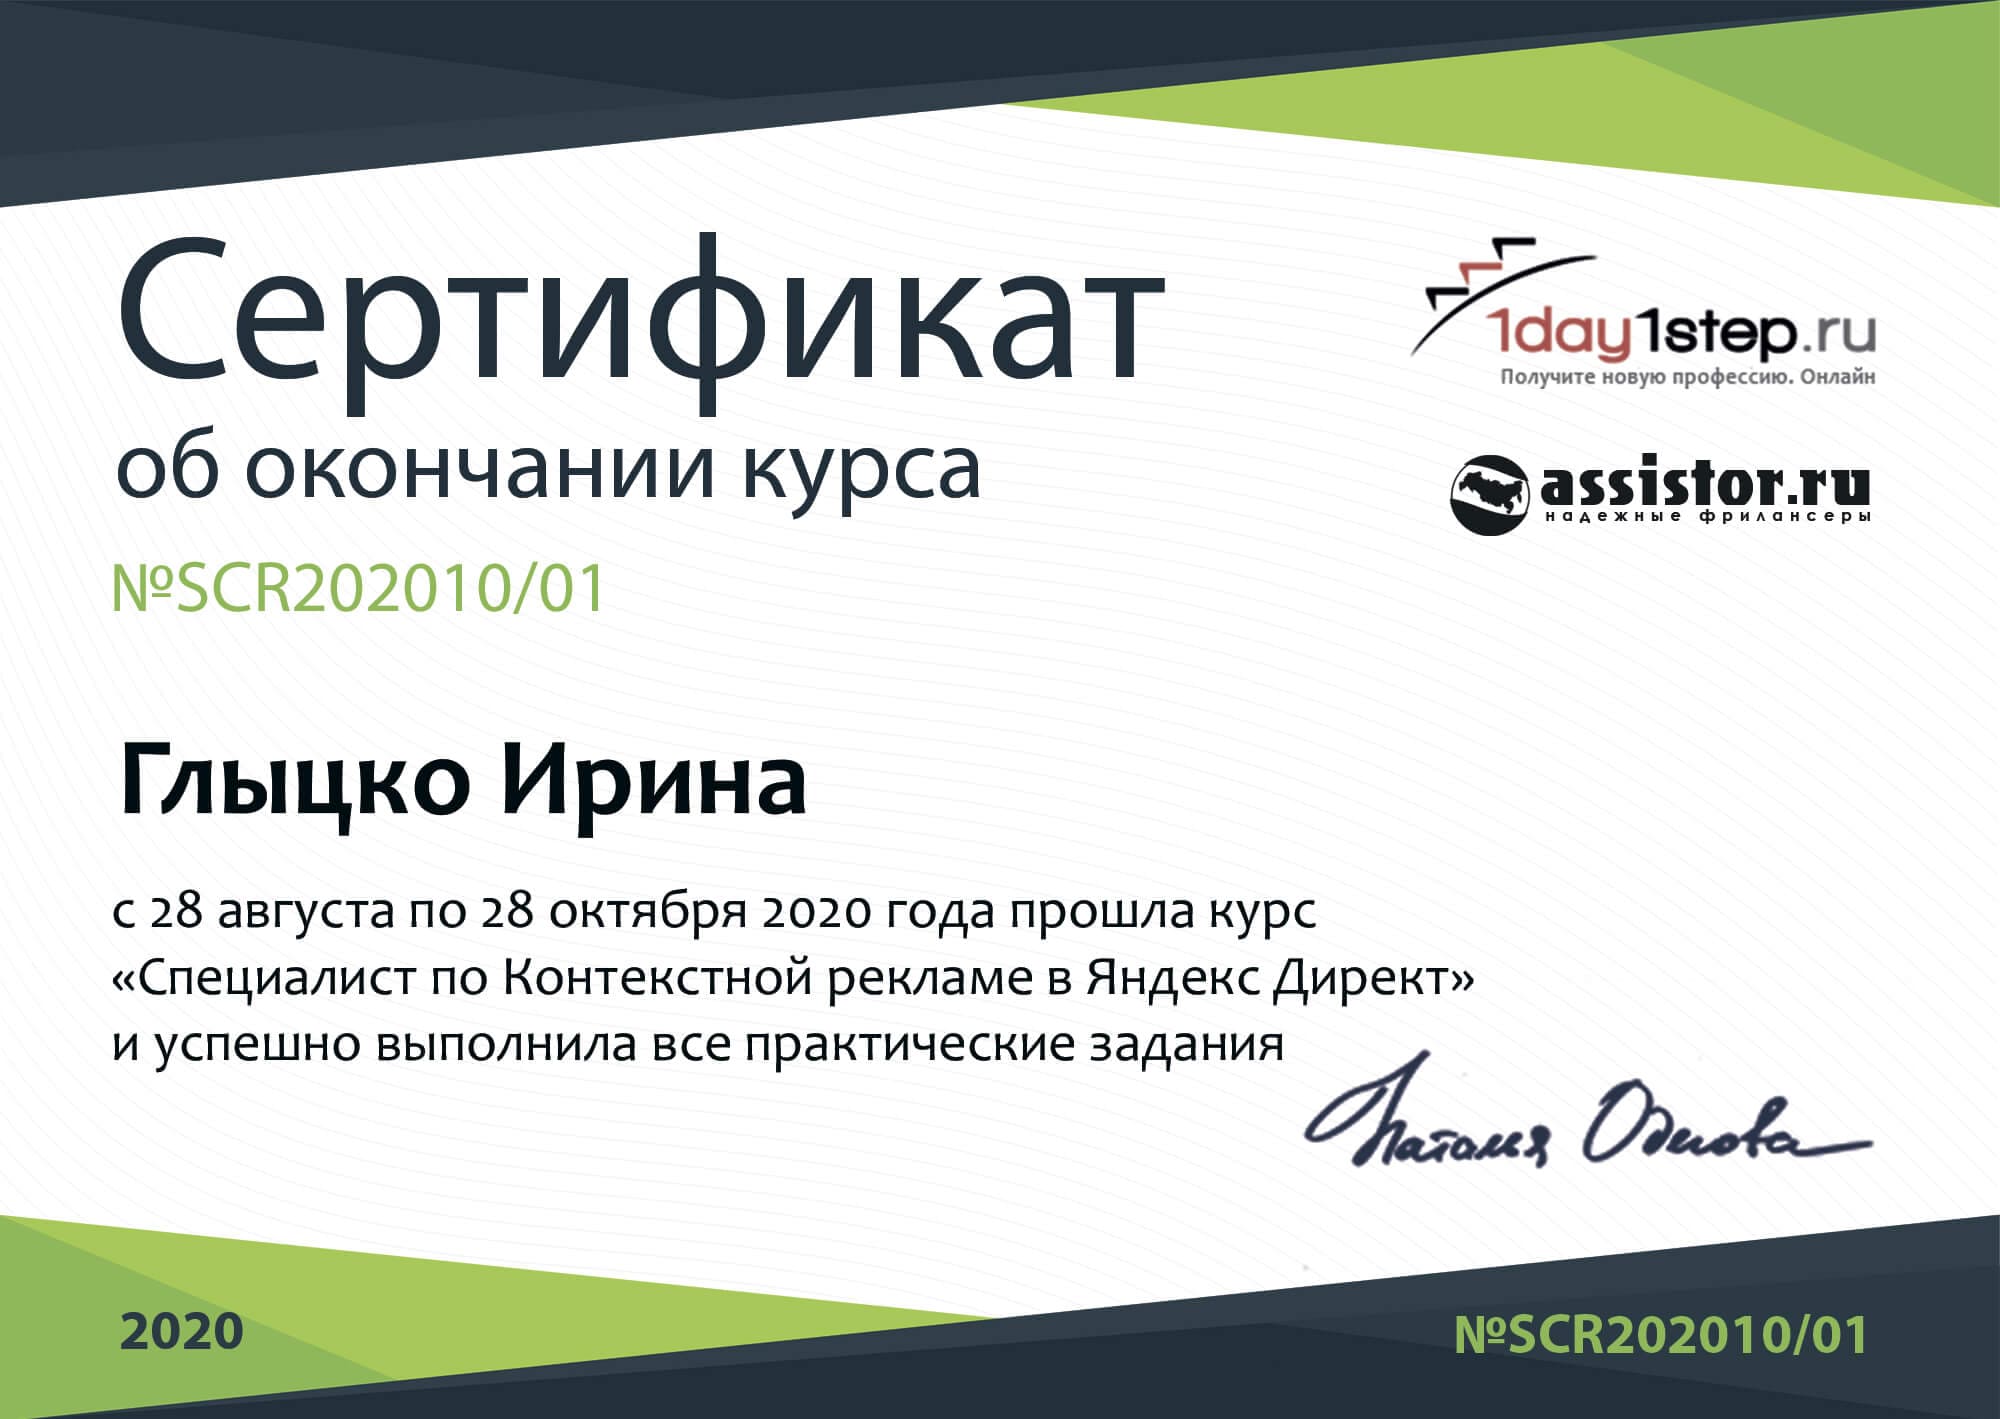 Сертификат
об окончании курса
№SCR202010/01
1day1step.ru
Получите новую профессию. Онлайн
assistor.ru
надежные фрилансеры
Глыцко Ирина
с 28 августа по 28 октября 2020 года прошла курс
«Специалист по Контекстной рекламе в Яндекс Директ»
и успешно выполнила все практические задания
Наталья
2020
№SCR202010/01